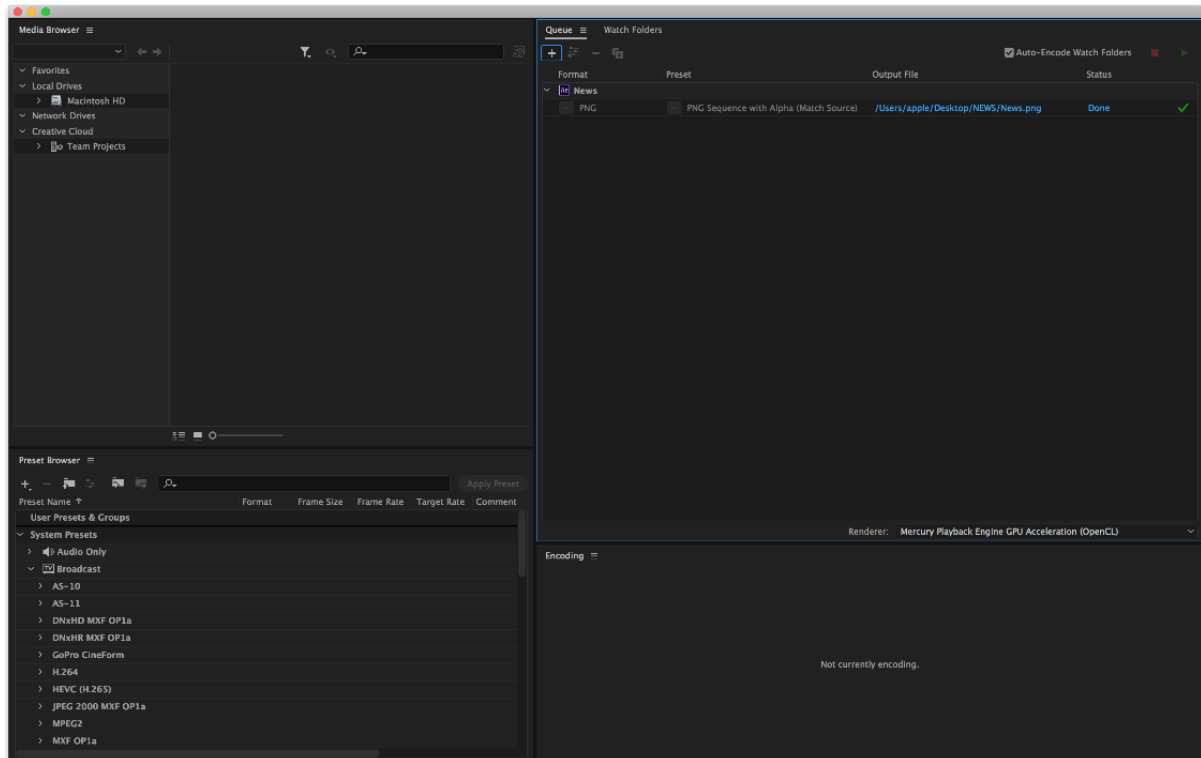 Media Browser
Favorites
Local Drives
Macintosh HD
Network Drives
Creative Cloud
Team Projects
Preset Browser
Apply Preset
Preset Name Format Frame Size Frame Rate Target Rate Comment
User Presets & Groups
System Presets
Audio Only
TV Broadcast
AS-10
AS-11
DNxHD MXF OP1a
DNxHR MXF OP1a
GoPro CineForm
H.264
HEVC (H.265)
JPEG 2000 MXF OP1a
MPEG2
MXF OP1a
Queue Watch Folders
Auto-Encode Watch Folders
Format Preset Output File Status
Ae News
PNG PNG Sequence with Alpha (Match Source) /Users/apple/Desktop/NEWS/News.png Done
Renderer: Mercury Playback Engine GPU Acceleration (OpenCL)
Encoding
Not currently encoding.